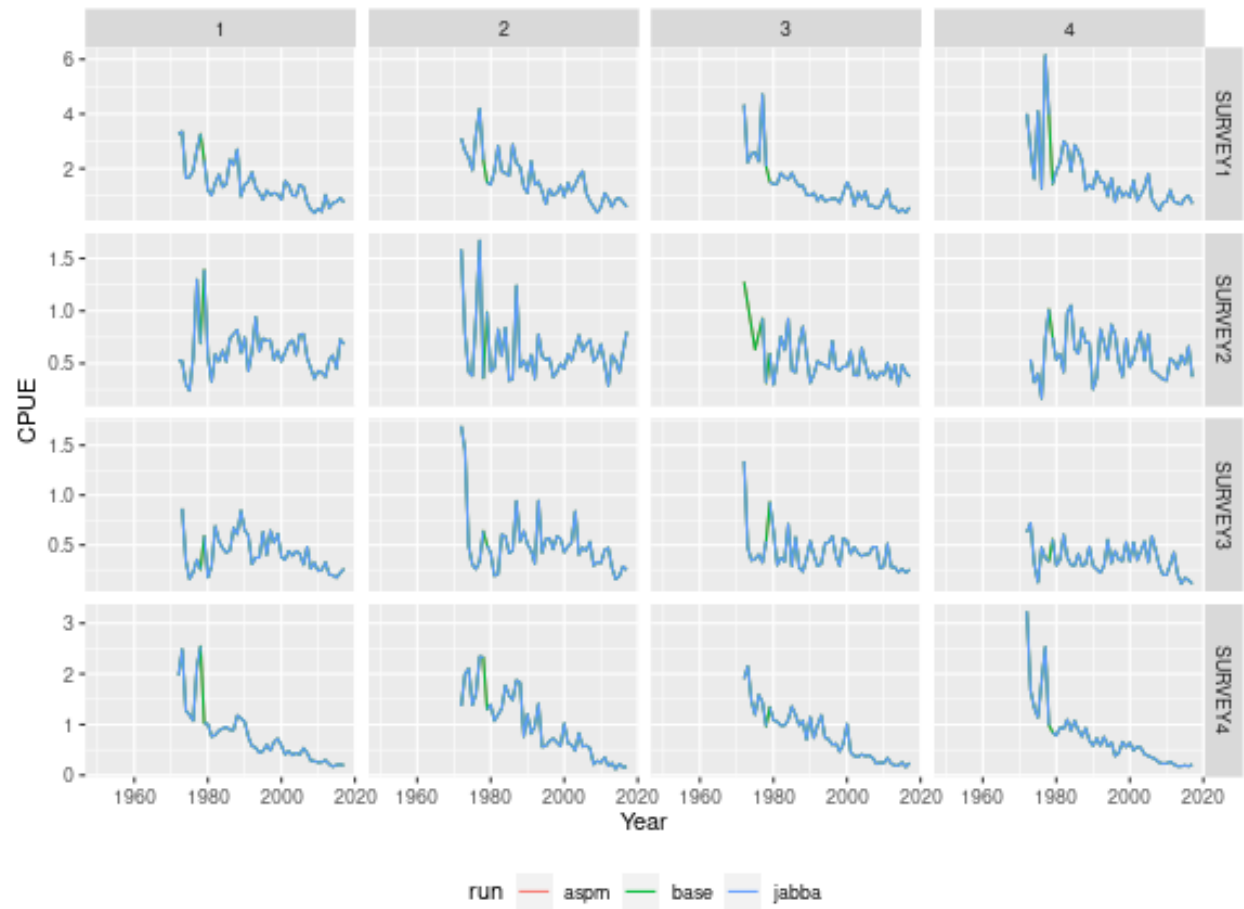 1 2 3 4
6
4
2
SURVEY1
1.5
1.0
0.5
SURVEY2
CPUE
1.5
1.0
0.5
SURVEY3
3
2
1
0
SURVEY4
1960 1980 2000 2020 1960 1980 2000 2020 1960 1980 2000 2020 1960 1980 2000 2020
Year
run aspm base jabba